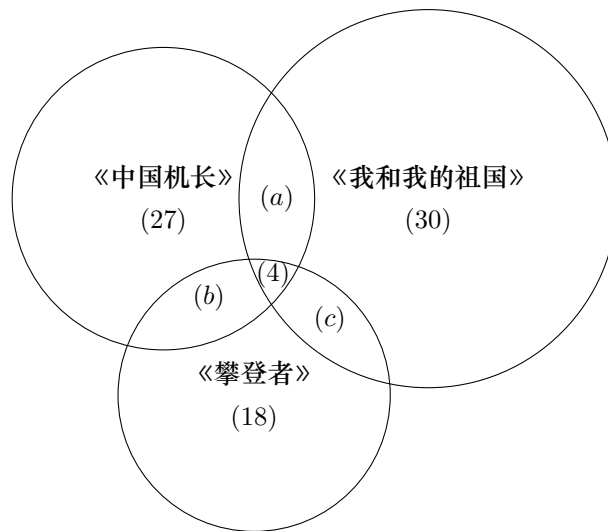 《中国机长》
(27)
(a)
《我和我的祖国》
(30)
(4)
(b)
(c)
《攀登者》
(18)